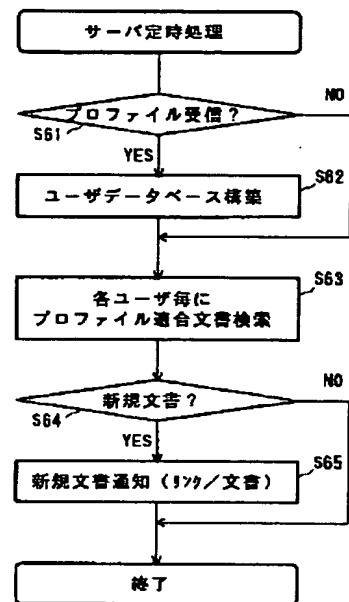 サーバ定時処理
プロファイル受信?
NO
S61
YES
S62
ユーザデータベース構築
S63
各ユーザ毎に
プロファイル適合文書検索
新規文書?
NO
S64
YES
S65
新規文書通知(リンク/文書)
終了